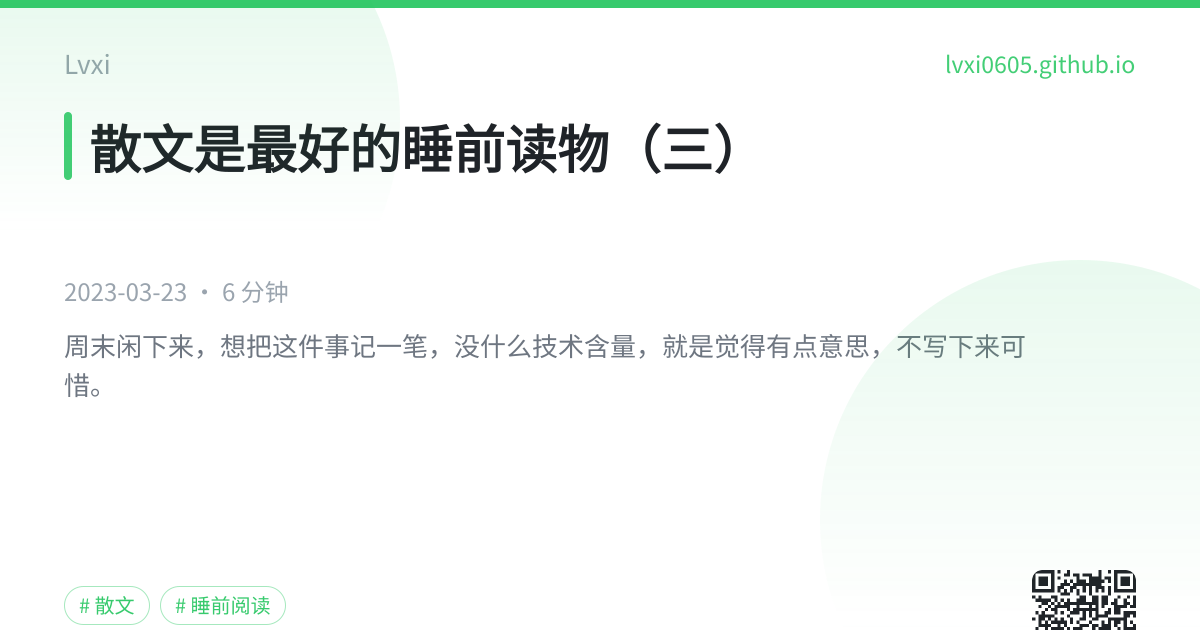 Lvxi
lvxi0605.github.io
散文是最好的睡前读物（三）
2023-03-23 · 6 分钟
周末闲下来，想把这件事记一笔，没什么技术含量，就是觉得有点意思，不写下来可
惜。
# 散文
# 睡前阅读